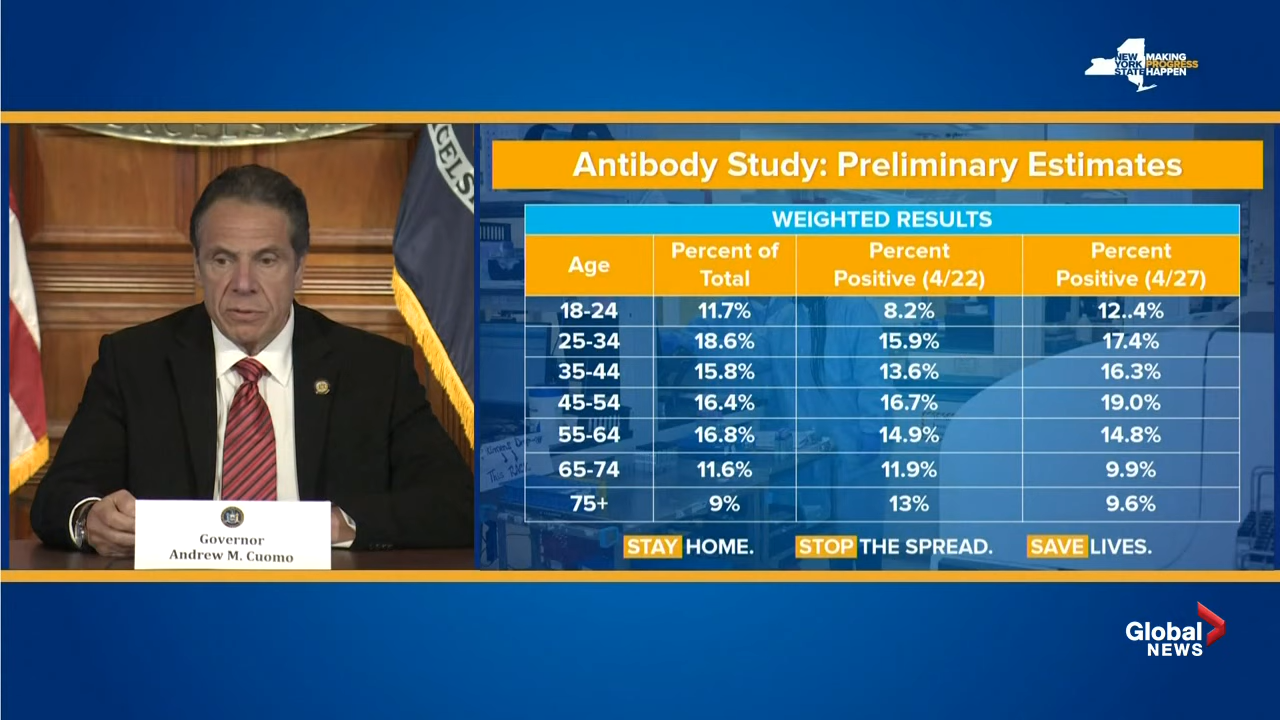 NEW
YORK
STATE
MAKING
PROGRESS
HAPPEN
EXCELSIOR
CELS
Antibody Study: Preliminary Estimates
WEIGHTED RESULTS
Age Percent of Total Percent Positive (4/22) Percent Positive (4/27)
18-24 11.7% 8.2% 12..4%
25-34 18.6% 15.9% 17.4%
35-44 15.8% 13.6% 16.3%
45-54 16.4% 16.7% 19.0%
55-64 16.8% 14.9% 14.8%
65-74 11.6% 11.9% 9.9%
75+ 9% 13% 9.6%
STAY HOME. STOP THE SPREAD. SAVE LIVES.
Governor
Andrew M. Cuomo
Global
NEWS